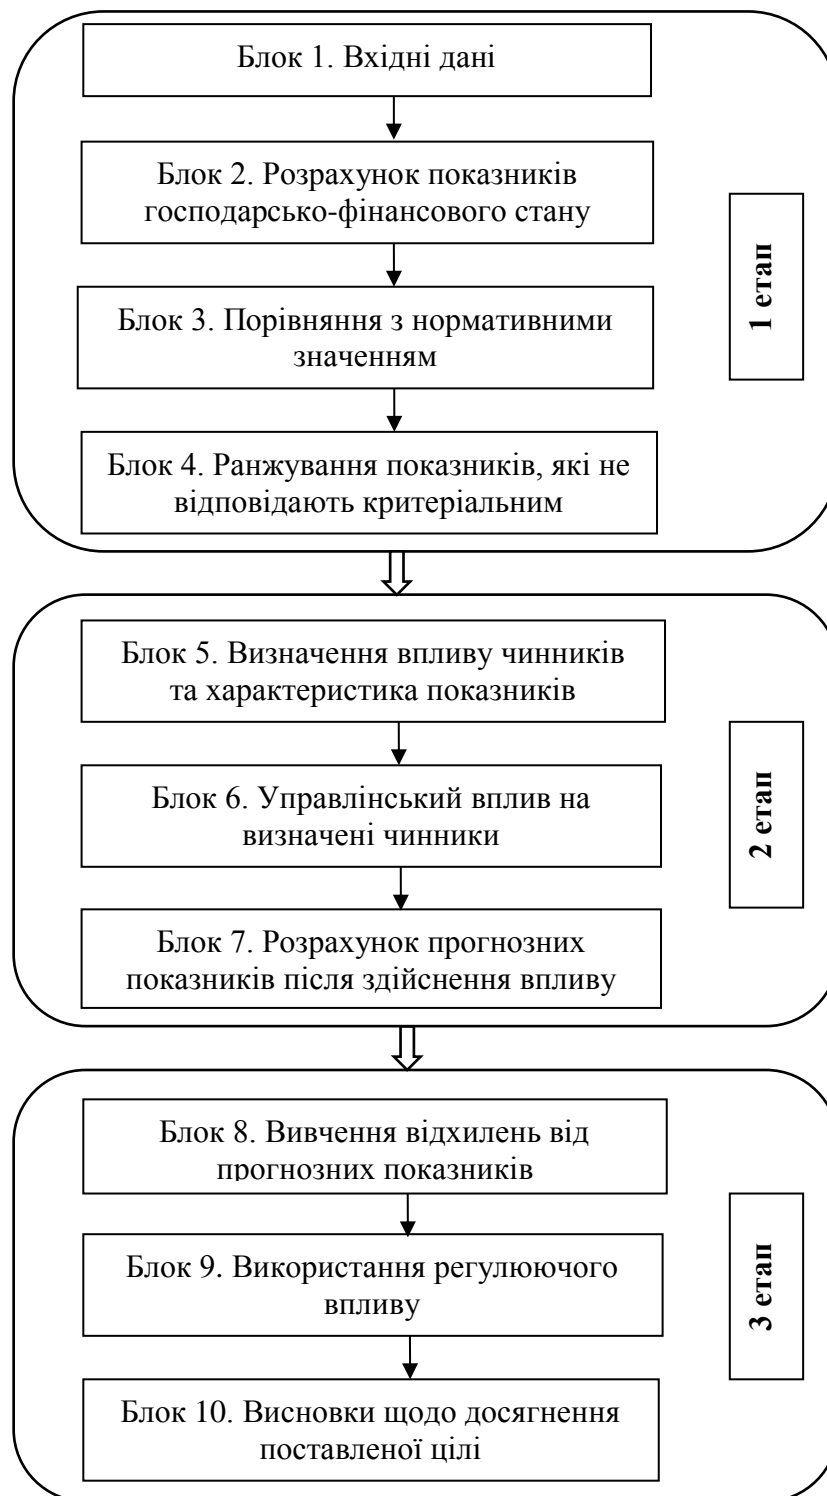 Блок 1. Вхідні дані
Блок 2. Розрахунок показників
господарсько-фінансового стану
Блок 3. Порівняння з нормативними
значенням
Блок 4. Ранжування показників, які не
відповідають критеріальним
1 етап
Блок 5. Визначення впливу чинників
та характеристика показників
Блок 6. Управлінський вплив на
визначені чинники
Блок 7. Розрахунок прогнозних
показників після здійснення впливу
2 етап
Блок 8. Вивчення відхилень від
прогнозних показників
Блок 9. Використання регулюючого
впливу
Блок 10. Висновки щодо досягнення
поставленої цілі
3 етап